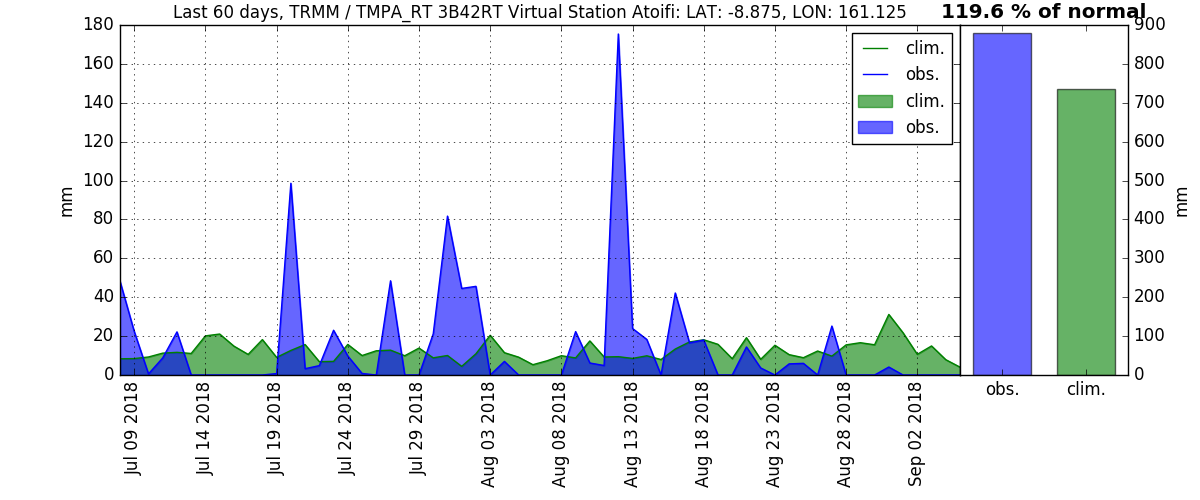 Last 60 days, TRMM / TMPA_RT 3B42RT Virtual Station Atoifi: LAT: -8.875, LON: 161.125
119.6 % of normal
180
160
140
120
100
80
60
40
20
0
mm
clim.
obs.
clim.
obs.
900
800
700
600
500
400
300
200
100
0
mm
Jul 09 2018
Jul 14 2018
Jul 19 2018
Jul 24 2018
Jul 29 2018
Aug 03 2018
Aug 08 2018
Aug 13 2018
Aug 18 2018
Aug 23 2018
Aug 28 2018
Sep 02 2018
obs.
clim.